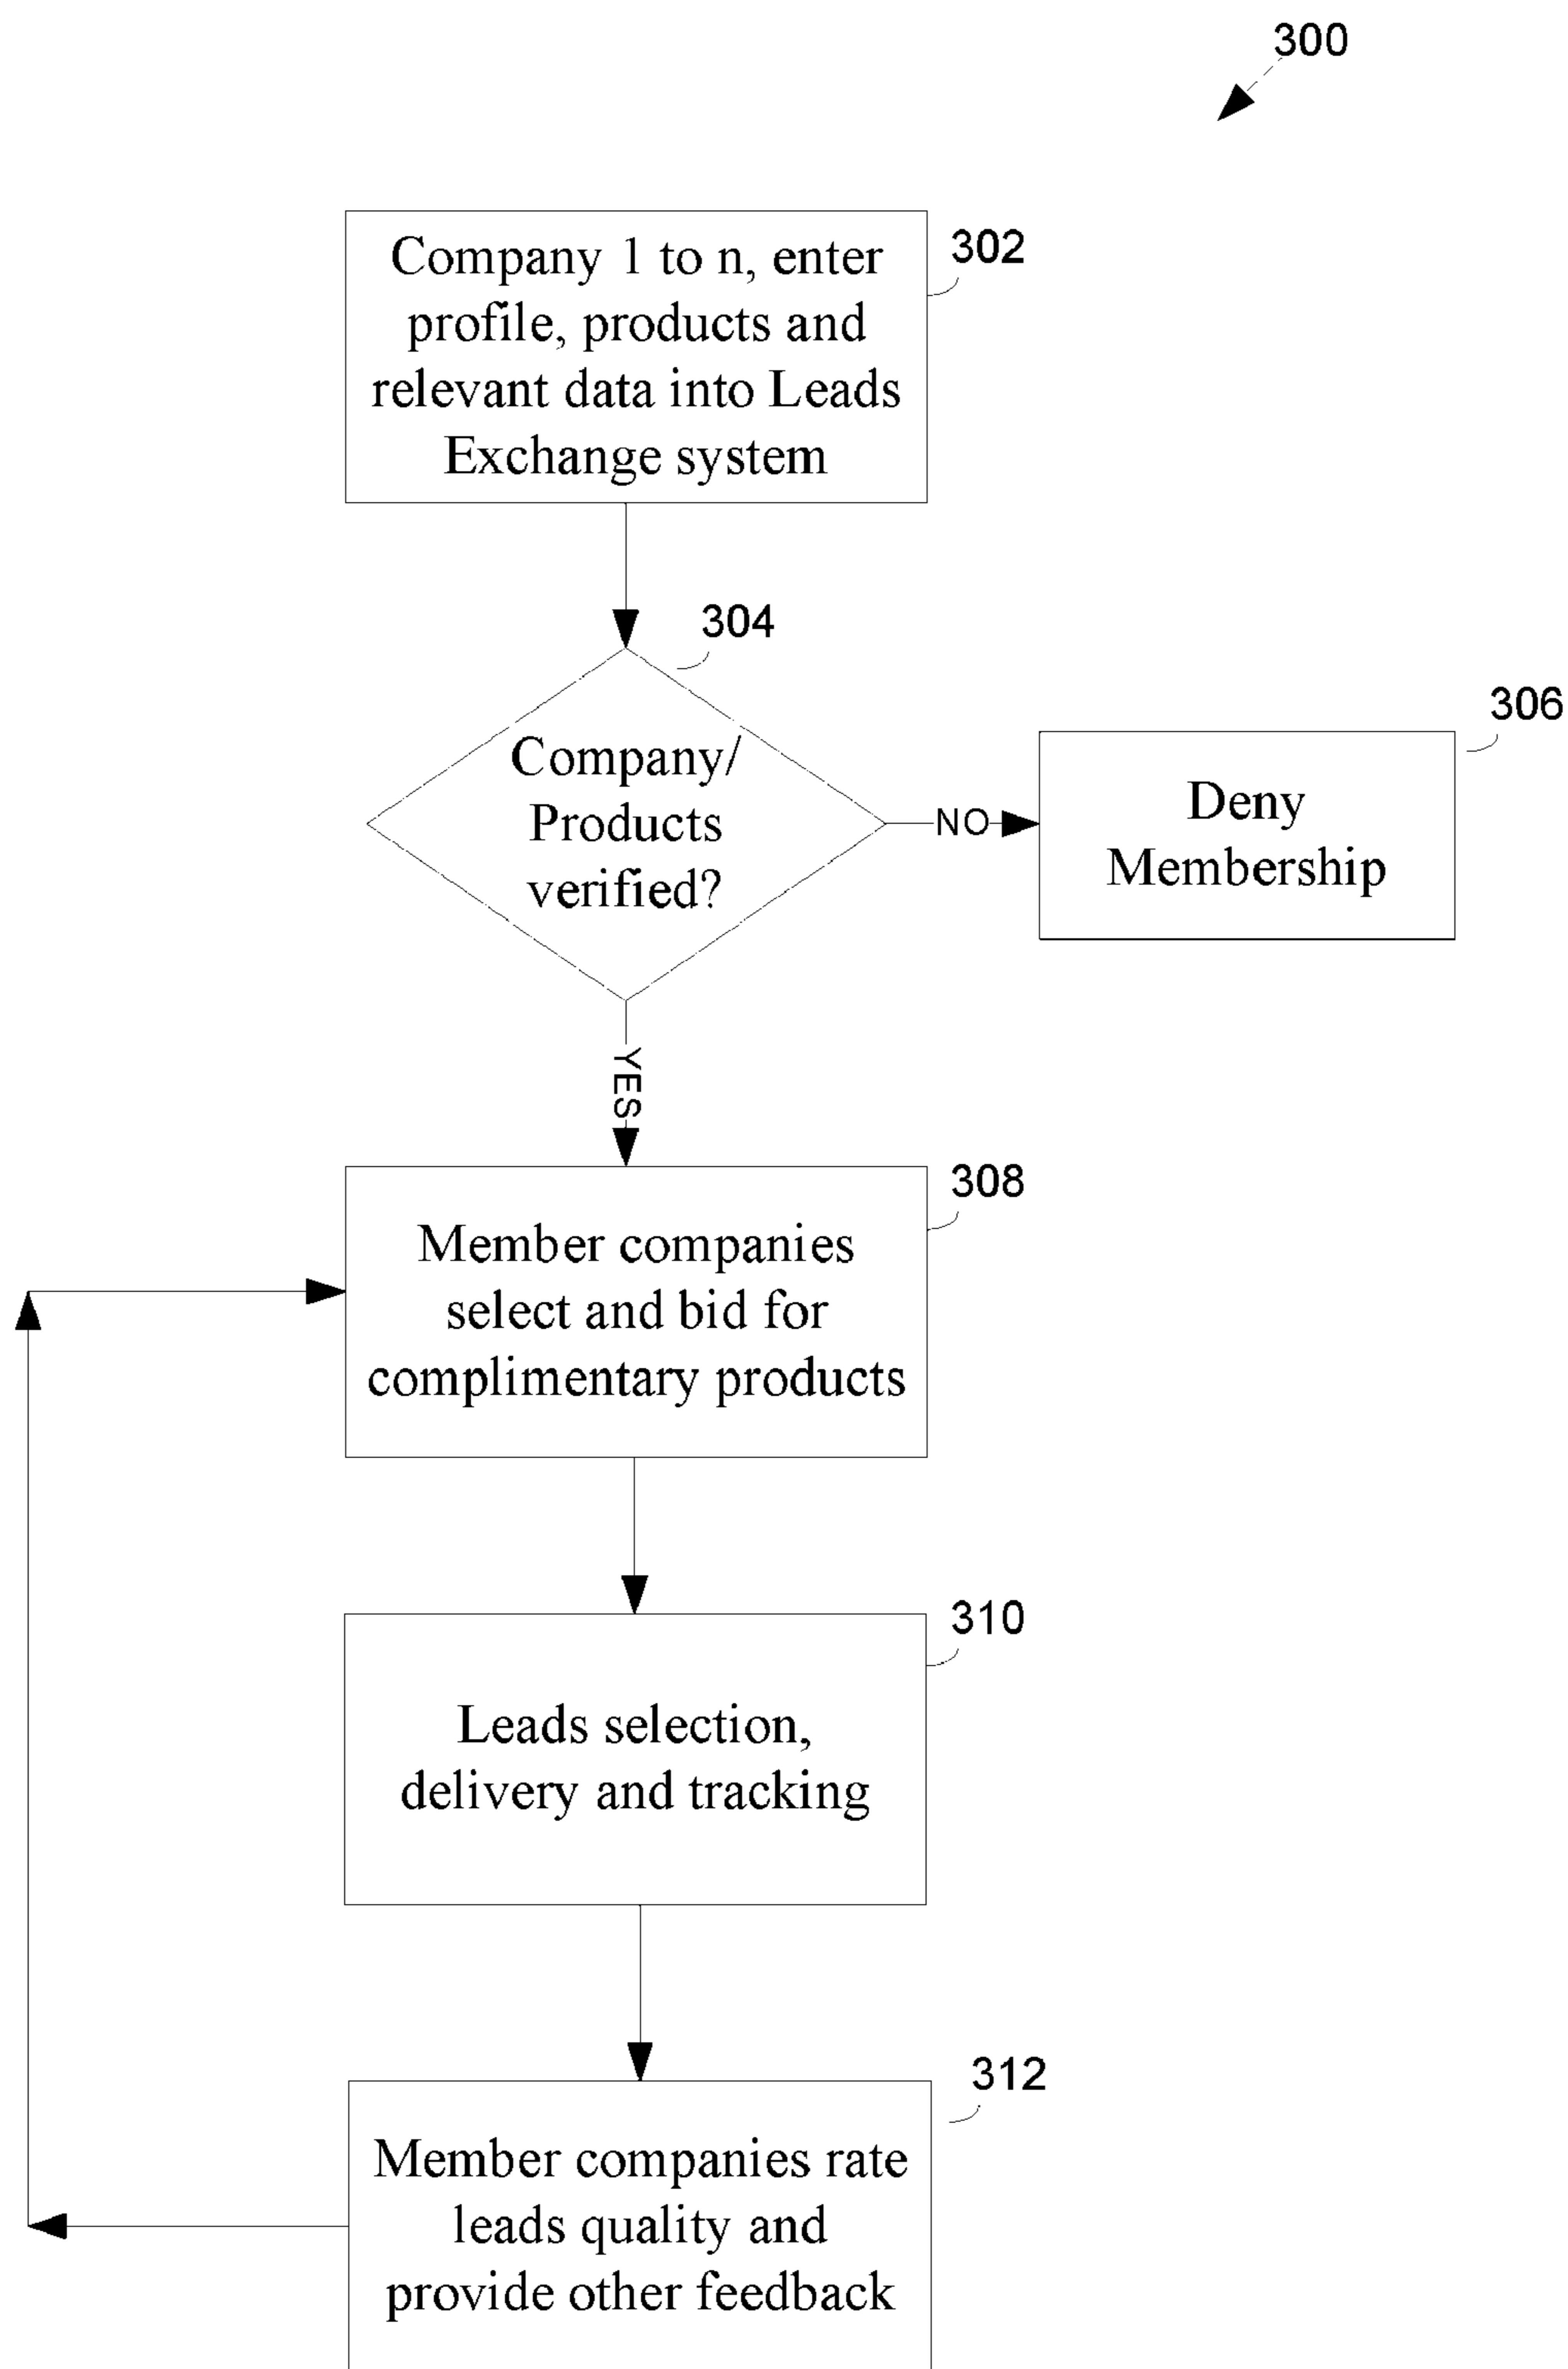 300
Company 1 to n, enter
profile, products and
relevant data into Leads
Exchange system
302
304
Company/
Products
verified?
NO
306
Deny
Membership
YES
308
Member companies
select and bid for
complimentary products
310
Leads selection,
delivery and tracking
312
Member companies rate
leads quality and
provide other feedback